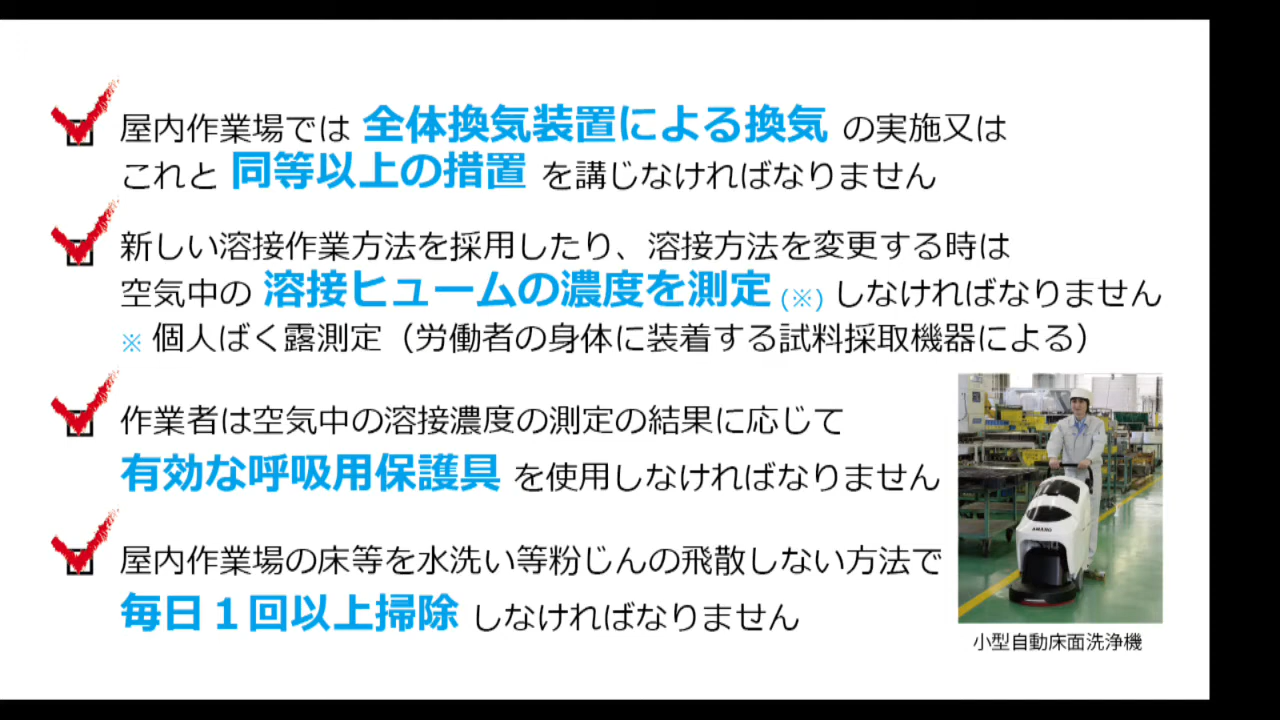 屋内作業場では 全体換気装置による換気 の実施又は
これと 同等以上の措置 を講じなければなりません
新しい溶接作業方法を採用したり、溶接方法を変更する時は
空気中の 溶接ヒュームの濃度を測定 (※) しなければなりません
※ 個人ばく露測定（労働者の身体に装着する試料採取機器による）
作業者は空気中の溶接濃度の測定の結果に応じて
有効な呼吸用保護具 を使用しなければなりません
屋内作業場の床等を水洗い等粉じんの飛散しない方法で
毎日１回以上掃除 しなければなりません
AMANO
小型自動床面洗浄機